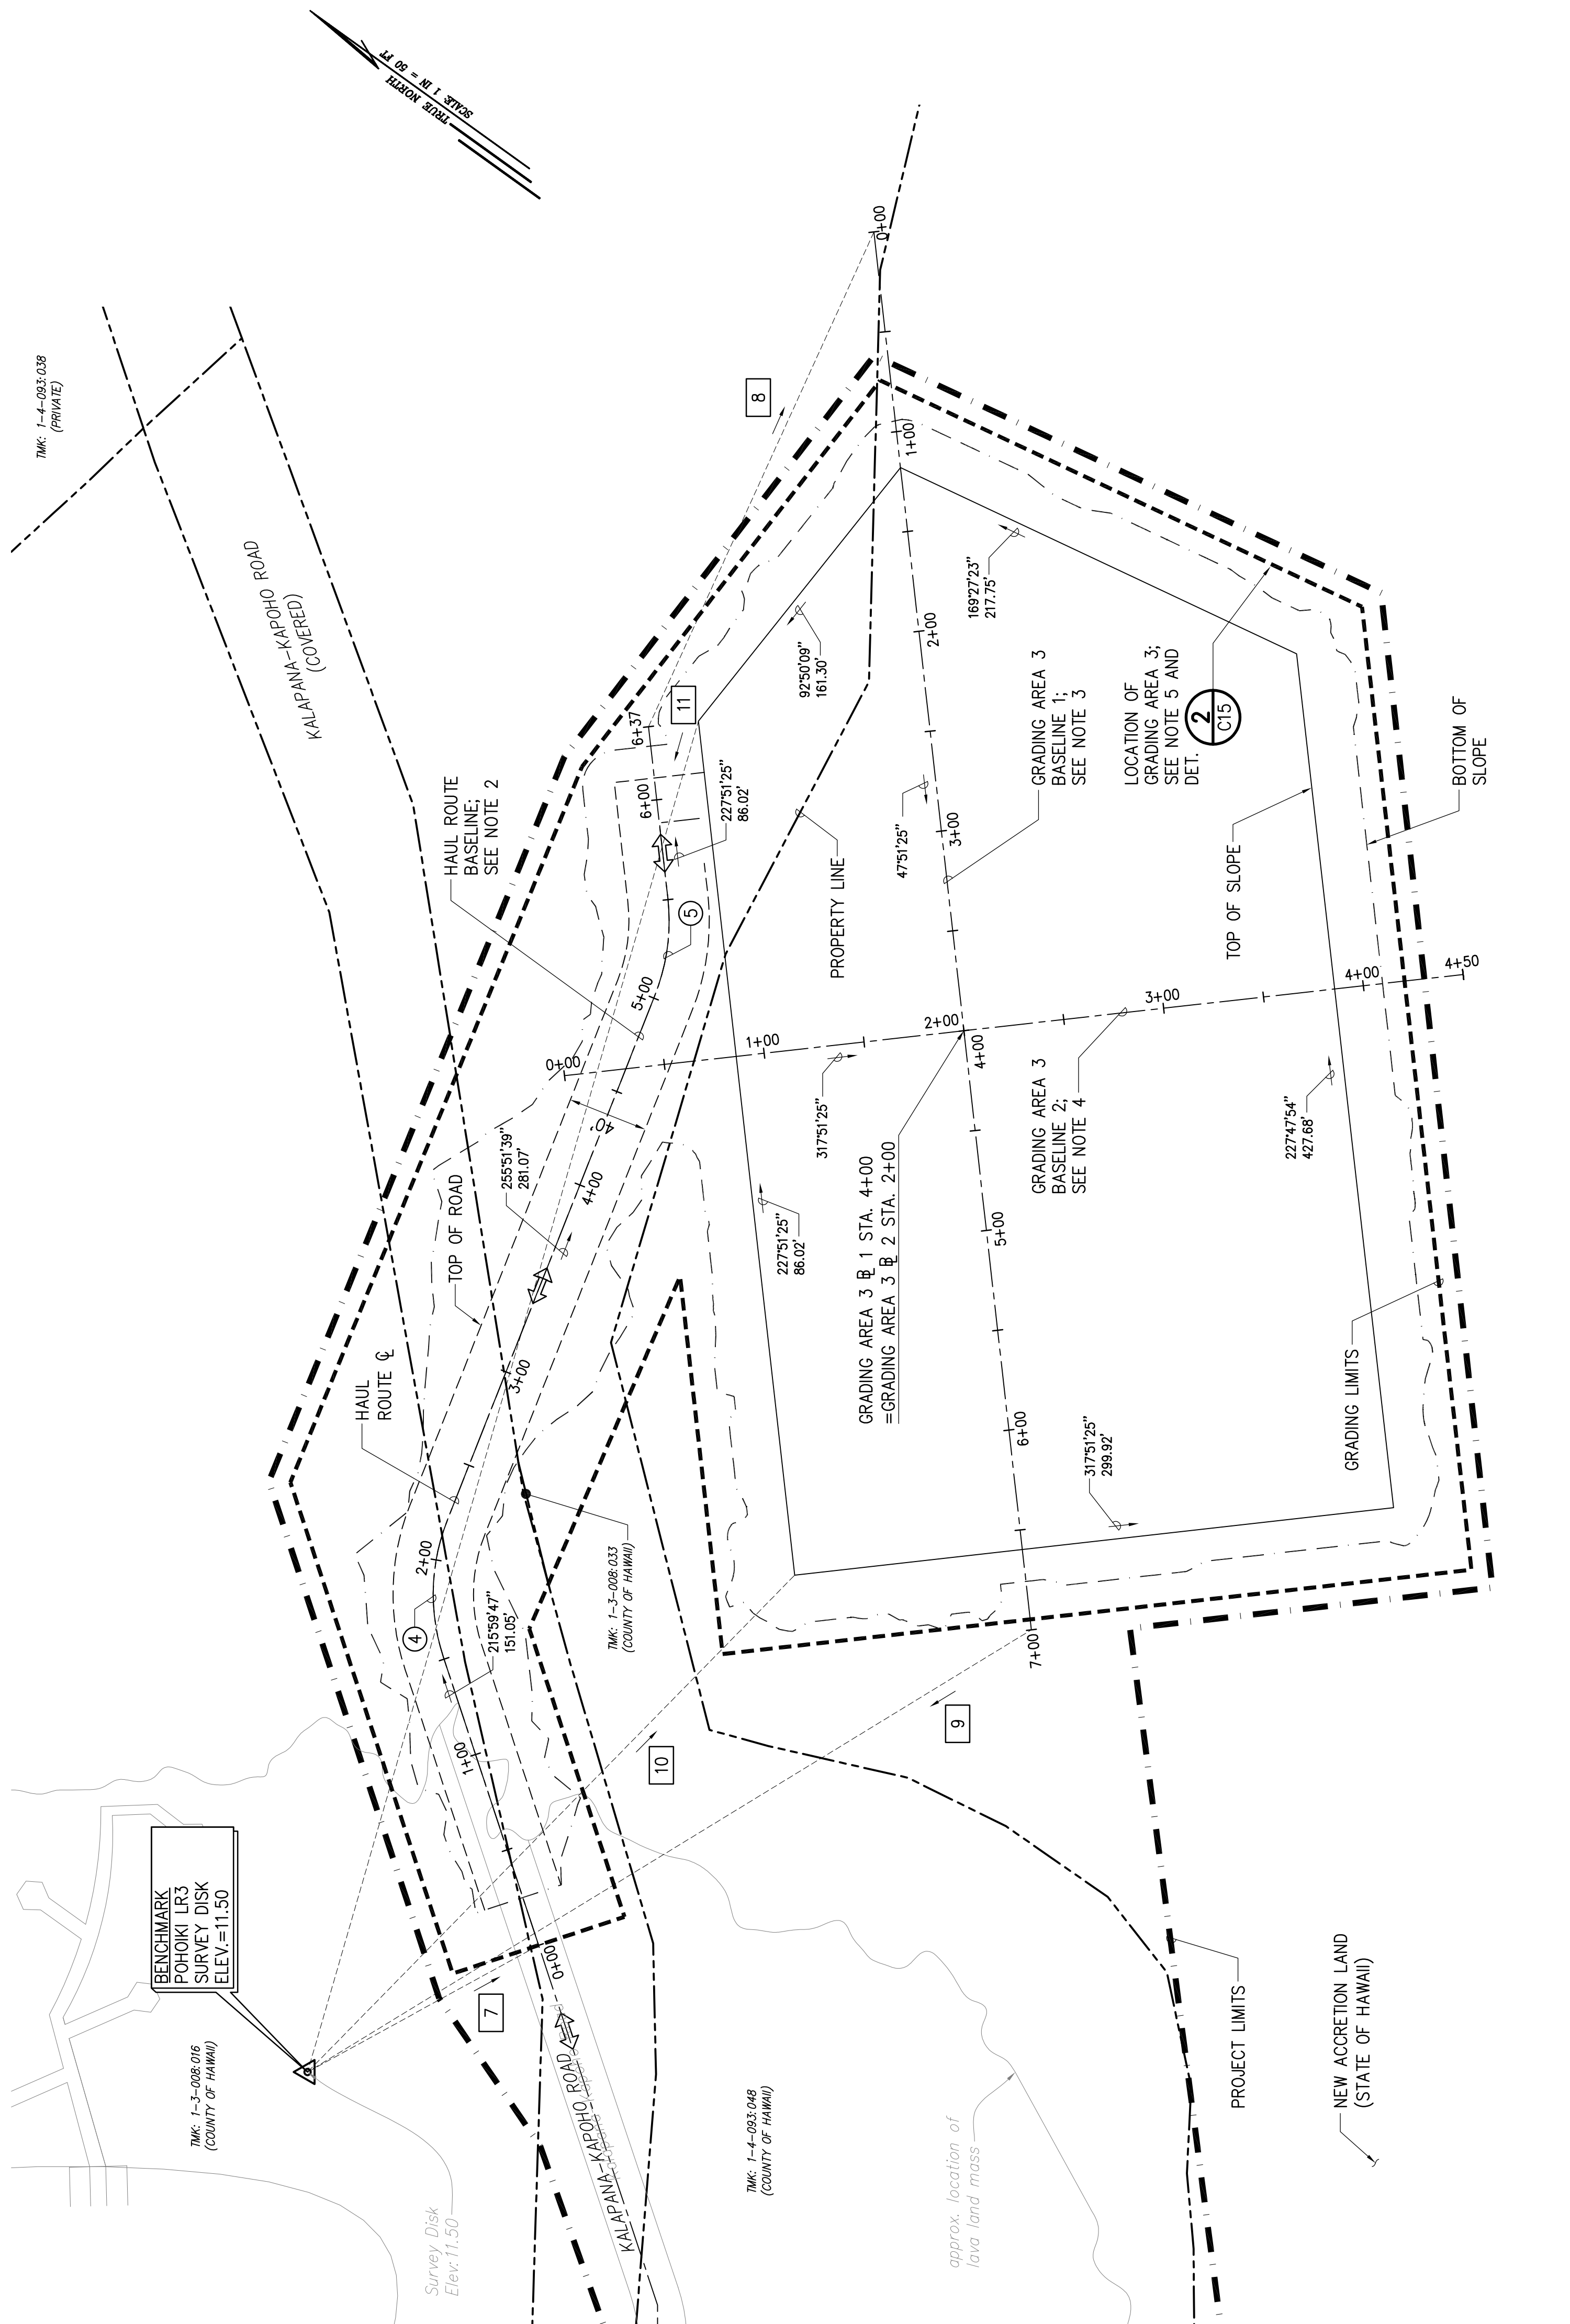 TRUE NORTH
SCALE: 1 IN = 50 FT
TMK: 1-4-093:038
(PRIVATE)
KALAPANA-KAPOHO ROAD
(COVERED)
8
0+00
1+00
2+00
3+00
4+00
5+00
6+00
7+00
169°27'23"
217.75'
92°50'09"
161.30'
47°51'25"
6+37
11
6+00
227°51'25"
86.02'
HAUL ROUTE
BASELINE;
SEE NOTE 2
5
5+00
PROPERTY LINE
GRADING AREA 3
BASELINE 1;
SEE NOTE 3
LOCATION OF
GRADING AREA 3;
SEE NOTE 5 AND
DET.
2
C15
TOP OF SLOPE
BOTTOM OF
SLOPE
0+00
1+00
2+00
3+00
4+00
4+50
317°51'25"
40'
255°51'39"
281.07'
4+00
TOP OF ROAD
227°51'25"
86.02'
GRADING AREA 3 BL 1 STA. 4+00
=GRADING AREA 3 BL 2 STA. 2+00
GRADING AREA 3
BASELINE 2;
SEE NOTE 4
227°47'54"
427.68'
GRADING LIMITS
317°51'25"
299.92'
HAUL
ROUTE CL
3+00
2+00
4
215°59'47"
151.05'
TMK: 1-3-008:033
(COUNTY OF HAWAII)
1+00
10
9
7
0+00
BENCHMARK
POHOIKI LR3
SURVEY DISK
ELEV.=11.50
TMK: 1-3-008:016
(COUNTY OF HAWAII)
KALAPANA-KAPOHO ROAD
Survey Disk
Elev: 11.50
TMK: 1-4-093:048
(COUNTY OF HAWAII)
approx. location of
lava land mass
PROJECT LIMITS
NEW ACCRETION LAND
(STATE OF HAWAII)